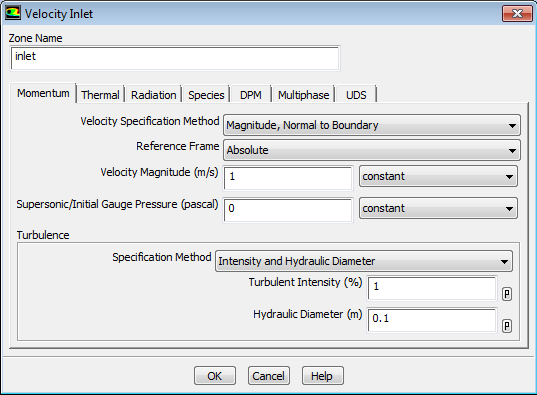 Velocity Inlet
Zone Name
inlet
Momentum Thermal Radiation Species DPM Multiphase UDS
Velocity Specification Method Magnitude, Normal to Boundary
Reference Frame Absolute
Velocity Magnitude (m/s) 1 constant
Supersonic/Initial Gauge Pressure (pascal) 0 constant
Turbulence
Specification Method Intensity and Hydraulic Diameter
Turbulent Intensity (%) 1 P
Hydraulic Diameter (m) 0.1 P
OK Cancel Help